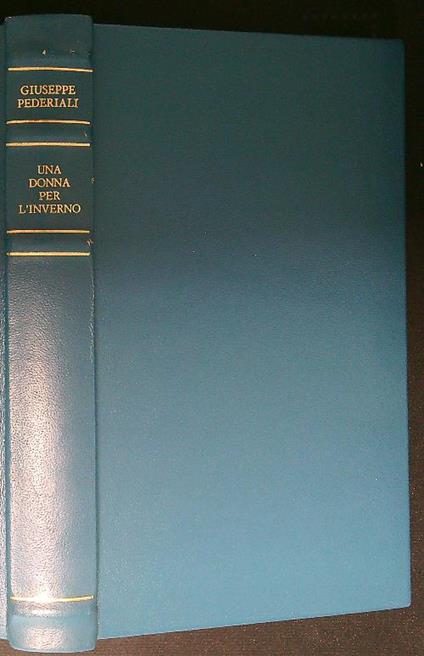 GIUSEPPE
PEDERIALI
UNA
DONNA
PER
L'INVERNO